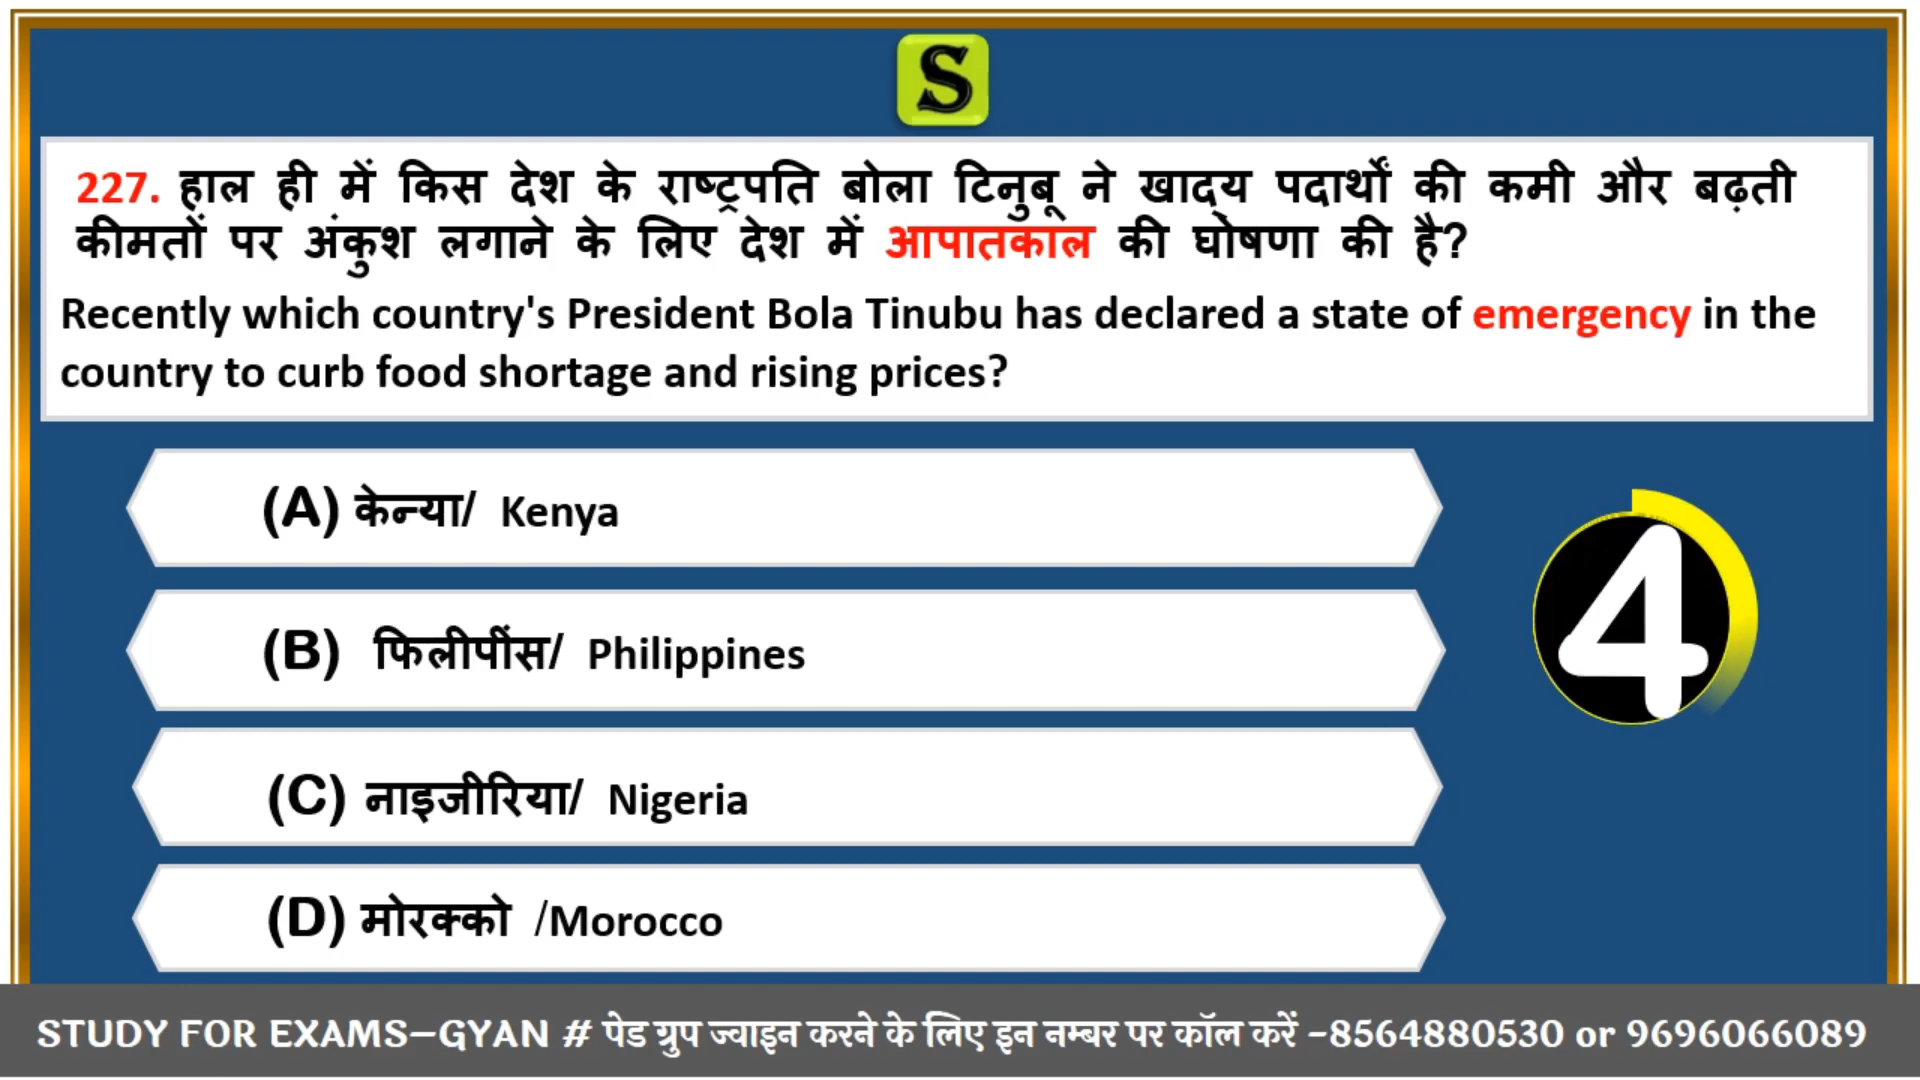 S
227. हाल ही में किस देश के राष्ट्रपति बोला टिनुबू ने खाद्य पदार्थों की कमी और बढ़ती
कीमतों पर अंकुश लगाने के लिए देश में आपातकाल की घोषणा की है?
Recently which country's President Bola Tinubu has declared a state of emergency in the
country to curb food shortage and rising prices?
(A) केन्या/ Kenya
(B) फिलीपींस/ Philippines
4
(C) नाइजीरिया/ Nigeria
(D) मोरक्को /Morocco
STUDY FOR EXAMS–GYAN # पेड ग्रुप ज्वाइन करने के लिए इन नम्बर पर कॉल करें –8564880530 or 9696066089